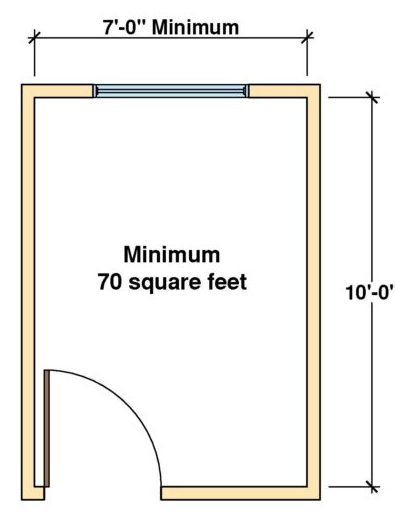 7'-0" Minimum
Minimum
70 square feet
10'-0'